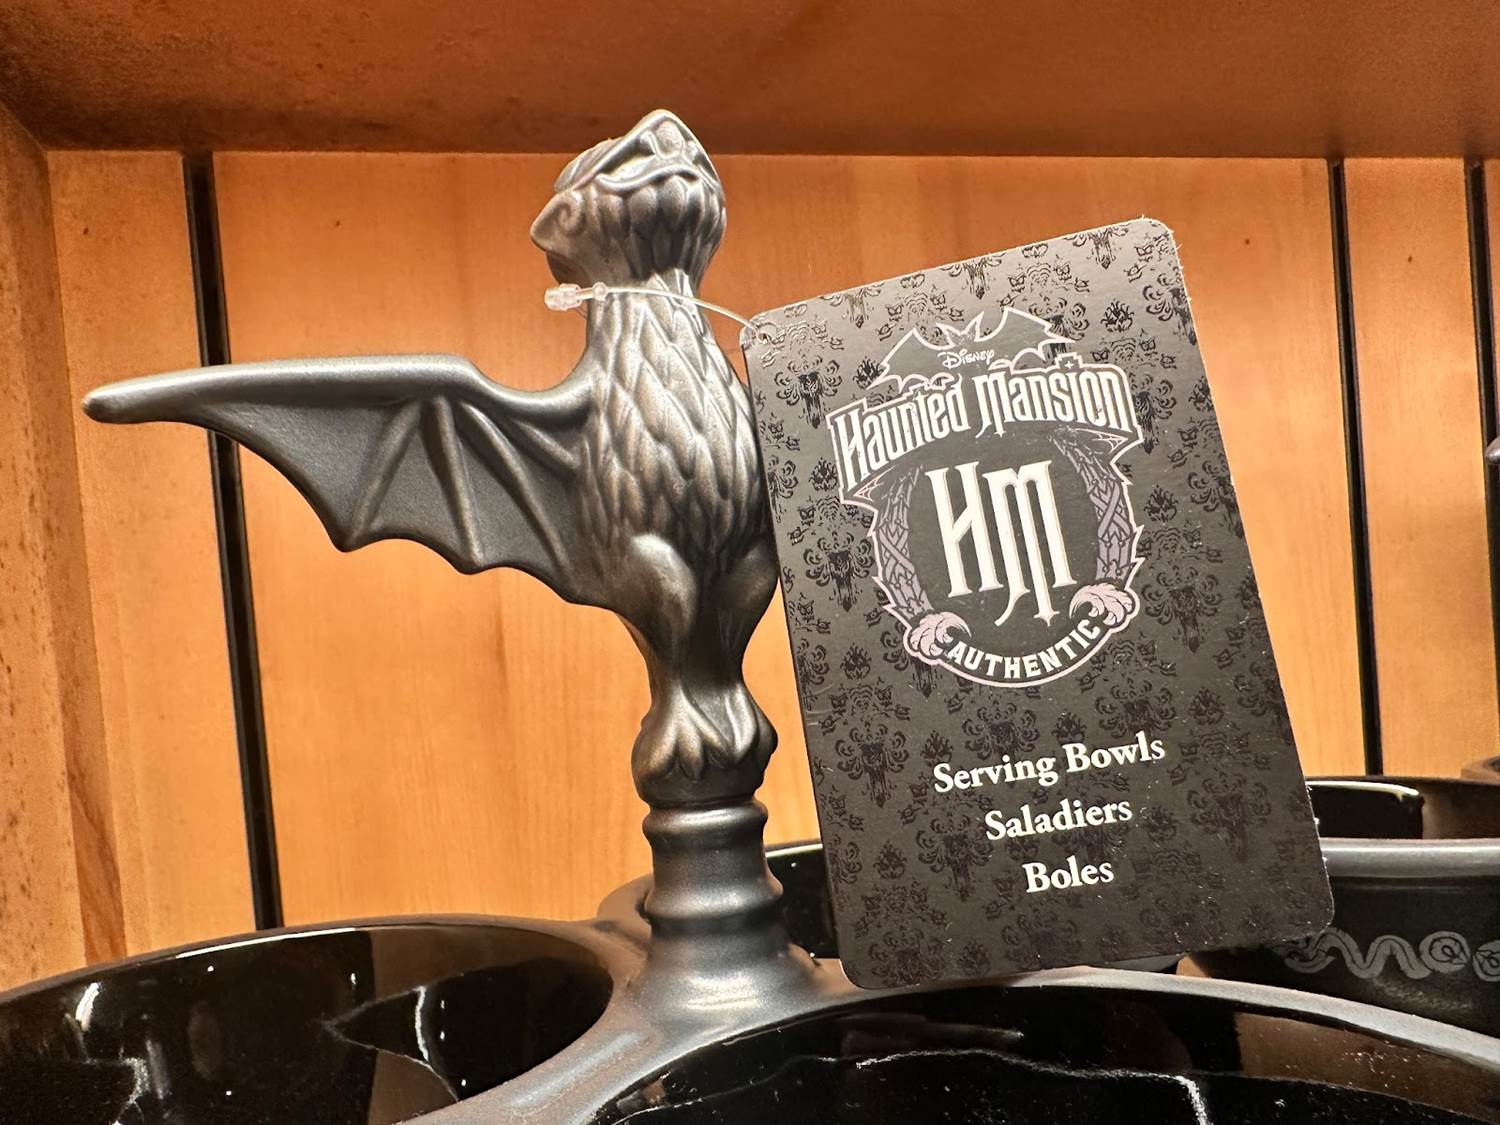 Disney
Haunted Mansion
HM
AUTHENTIC
Serving Bowls
Saladiers
Boles